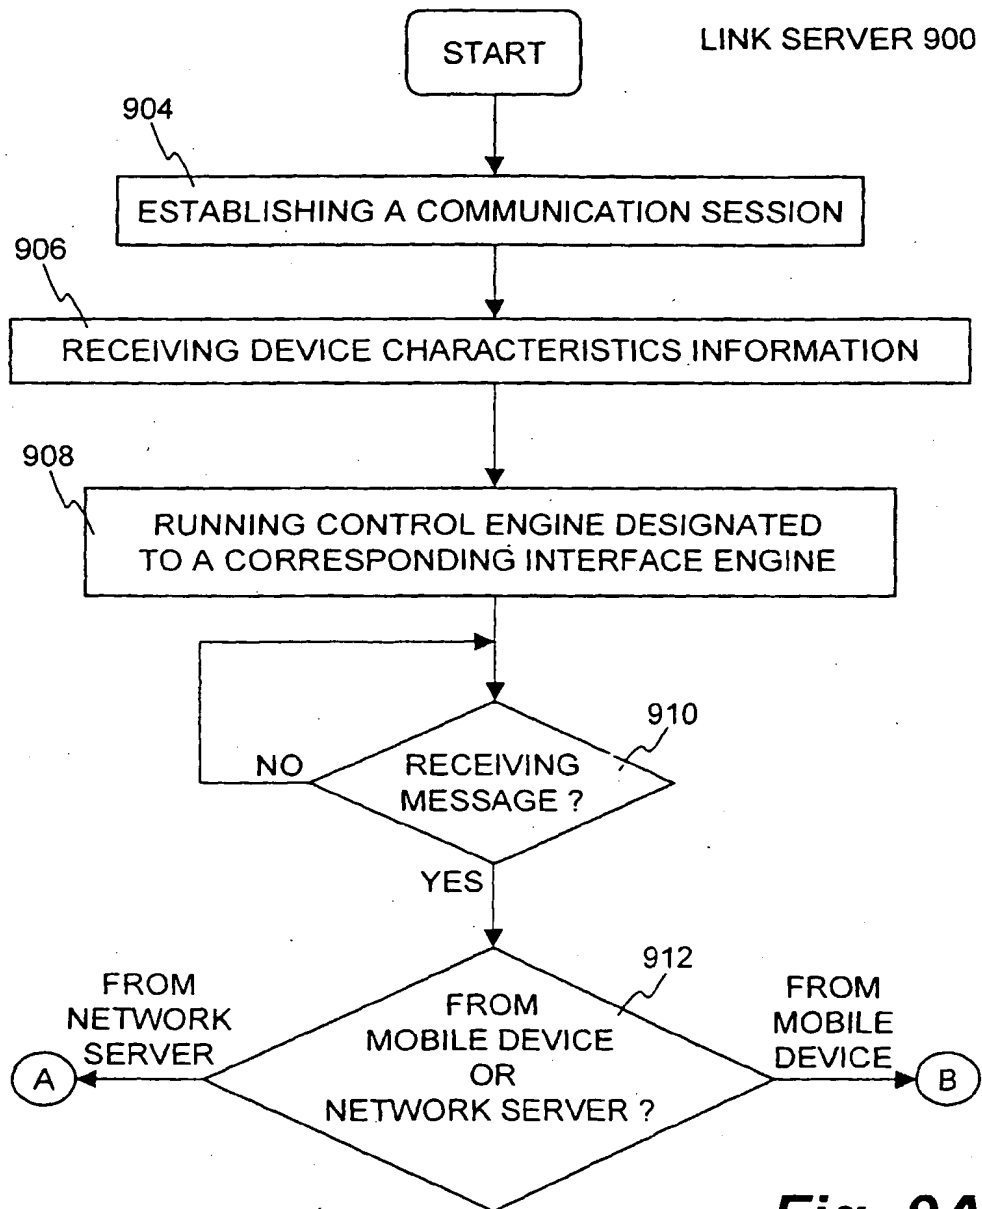 START
LINK SERVER 900
904
ESTABLISHING A COMMUNICATION SESSION
906
RECEIVING DEVICE CHARACTERISTICS INFORMATION
908
RUNNING CONTROL ENGINE DESIGNATED
TO A CORRESPONDING INTERFACE ENGINE
910
NO
RECEIVING
MESSAGE ?
YES
912
FROM
NETWORK
SERVER
FROM
MOBILE DEVICE
OR
NETWORK SERVER ?
FROM
MOBILE
DEVICE
A
B
Fig. 9A